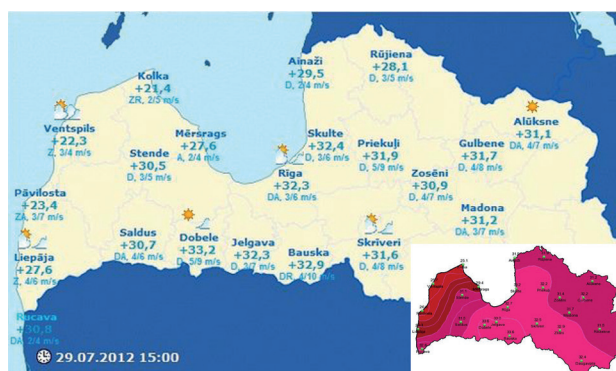 Kolka
+21,4
ZR, 2/5 m/s
Ainaži
+29,5
D, 2/4 m/s
Rūjiena
+28,1
D, 3/5 m/s
Ventspils
+22,3
Z, 3/4 m/s
Mērsrags
+27,6
A, 2/4 m/s
Skulte
+32,4
D, 3/6 m/s
Alūksne
+31,1
DA, 4/7 m/s
Stende
+30,5
D, 3/5 m/s
Rīga
+32,3
DA, 3/6 m/s
Priekuļi
+31,9
D, 5/9 m/s
Gulbene
+31,7
D, 4/8 m/s
Zosēni
+30,9
D, 4/7 m/s
Pāvilosta
+23,4
ZA, 3/7 m/s
Madona
+31,2
DA, 3/7 m/s
Saldus
+30,7
DA, 4/6 m/s
Dobele
+33,2
D, 5/9 m/s
Jelgava
+32,3
D, 3/7 m/s
Bauska
+32,9
DR, 4/10 m/s
Skrīveri
+31,6
D, 4/8 m/s
Liepāja
+27,6
Z, 4/6 m/s
Rucava
+30,8
DA, 2/4 m/s
29.07.2012 15:00